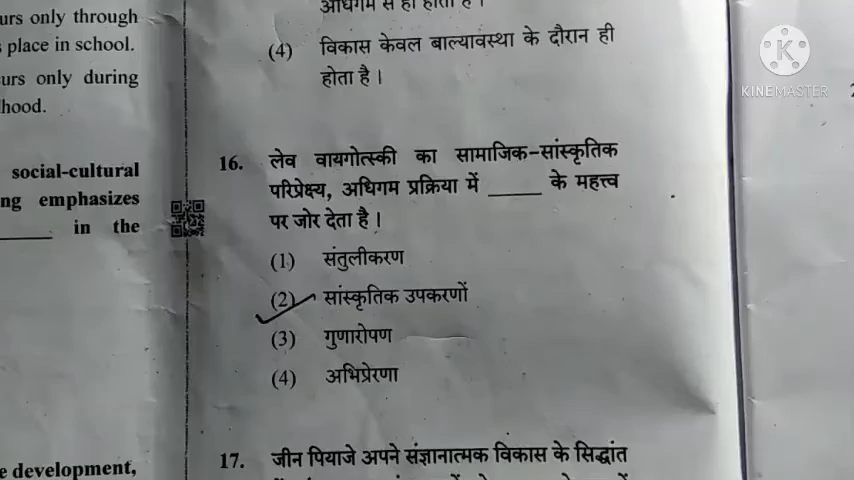 urs only through
place in school.
urs only during
hood.
social-cultural
ng emphasizes
in the
e development,
(4) विकास केवल बाल्यावस्था के दौरान ही
होता है।
16. लेव वायगोत्स्की का सामाजिक-सांस्कृतिक
परिप्रेक्ष्य, अधिगम प्रक्रिया में _____ के महत्त्व
पर जोर देता है।
(1) संतुलीकरण
(2) सांस्कृतिक उपकरणों
(3) गुणारोपण
(4) अभिप्रेरणा
17. जीन पियाजे अपने संज्ञानात्मक विकास के सिद्धांत
K
KINEMASTER